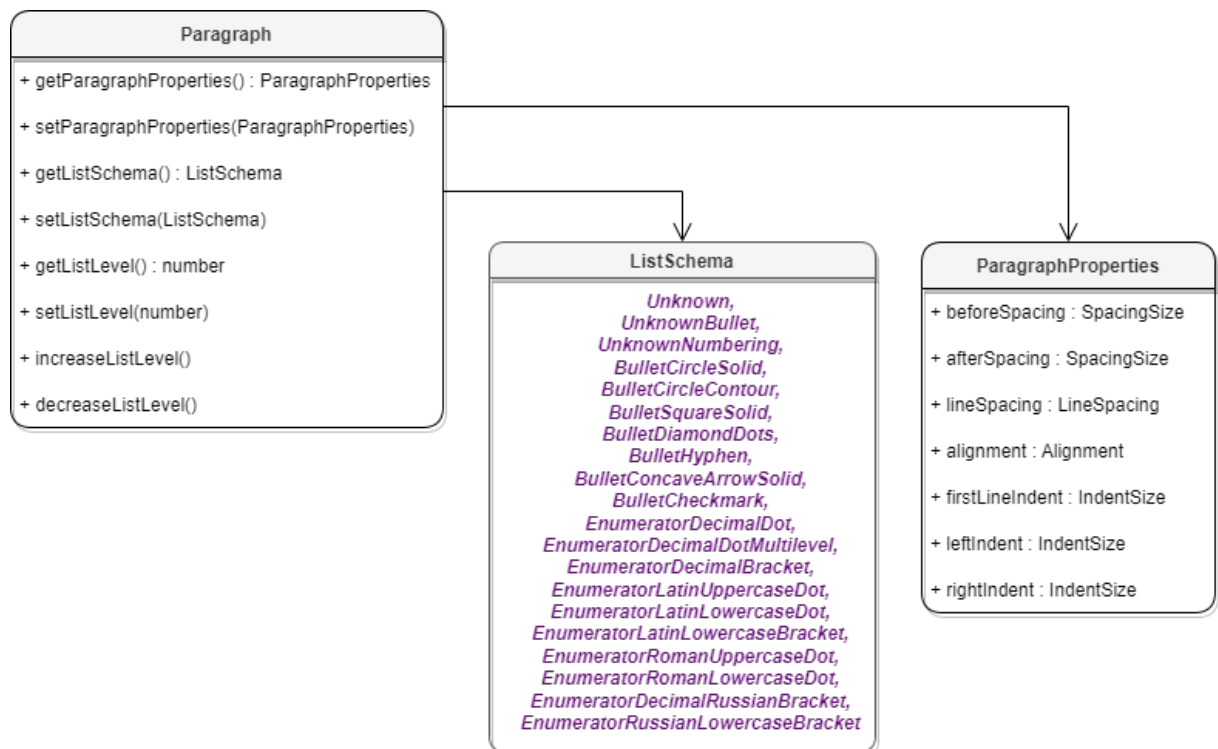 Paragraph
+ getParagraphProperties() : ParagraphProperties
+ setParagraphProperties(ParagraphProperties)
+ getListSchema() : ListSchema
+ setListSchema(ListSchema)
+ getListLevel() : number
+ setListLevel(number)
+ increaseListLevel()
+ decreaseListLevel()
ListSchema
Unknown,
UnknownBullet,
UnknownNumbering,
BulletCircleSolid,
BulletCircleContour,
BulletSquareSolid,
BulletDiamondDots,
BulletHyphen,
BulletConcaveArrowSolid,
BulletCheckmark,
EnumeratorDecimalDot,
EnumeratorDecimalDotMultilevel,
EnumeratorDecimalBracket,
EnumeratorLatinUppercaseDot,
EnumeratorLatinLowercaseDot,
EnumeratorLatinLowercaseBracket,
EnumeratorRomanUppercaseDot,
EnumeratorRomanLowercaseDot,
EnumeratorDecimalRussianBracket,
EnumeratorRussianLowercaseBracket
ParagraphProperties
+ beforeSpacing : SpacingSize
+ afterSpacing : SpacingSize
+ lineSpacing : LineSpacing
+ alignment : Alignment
+ firstLineIndent : IndentSize
+ leftIndent : IndentSize
+ rightIndent : IndentSize